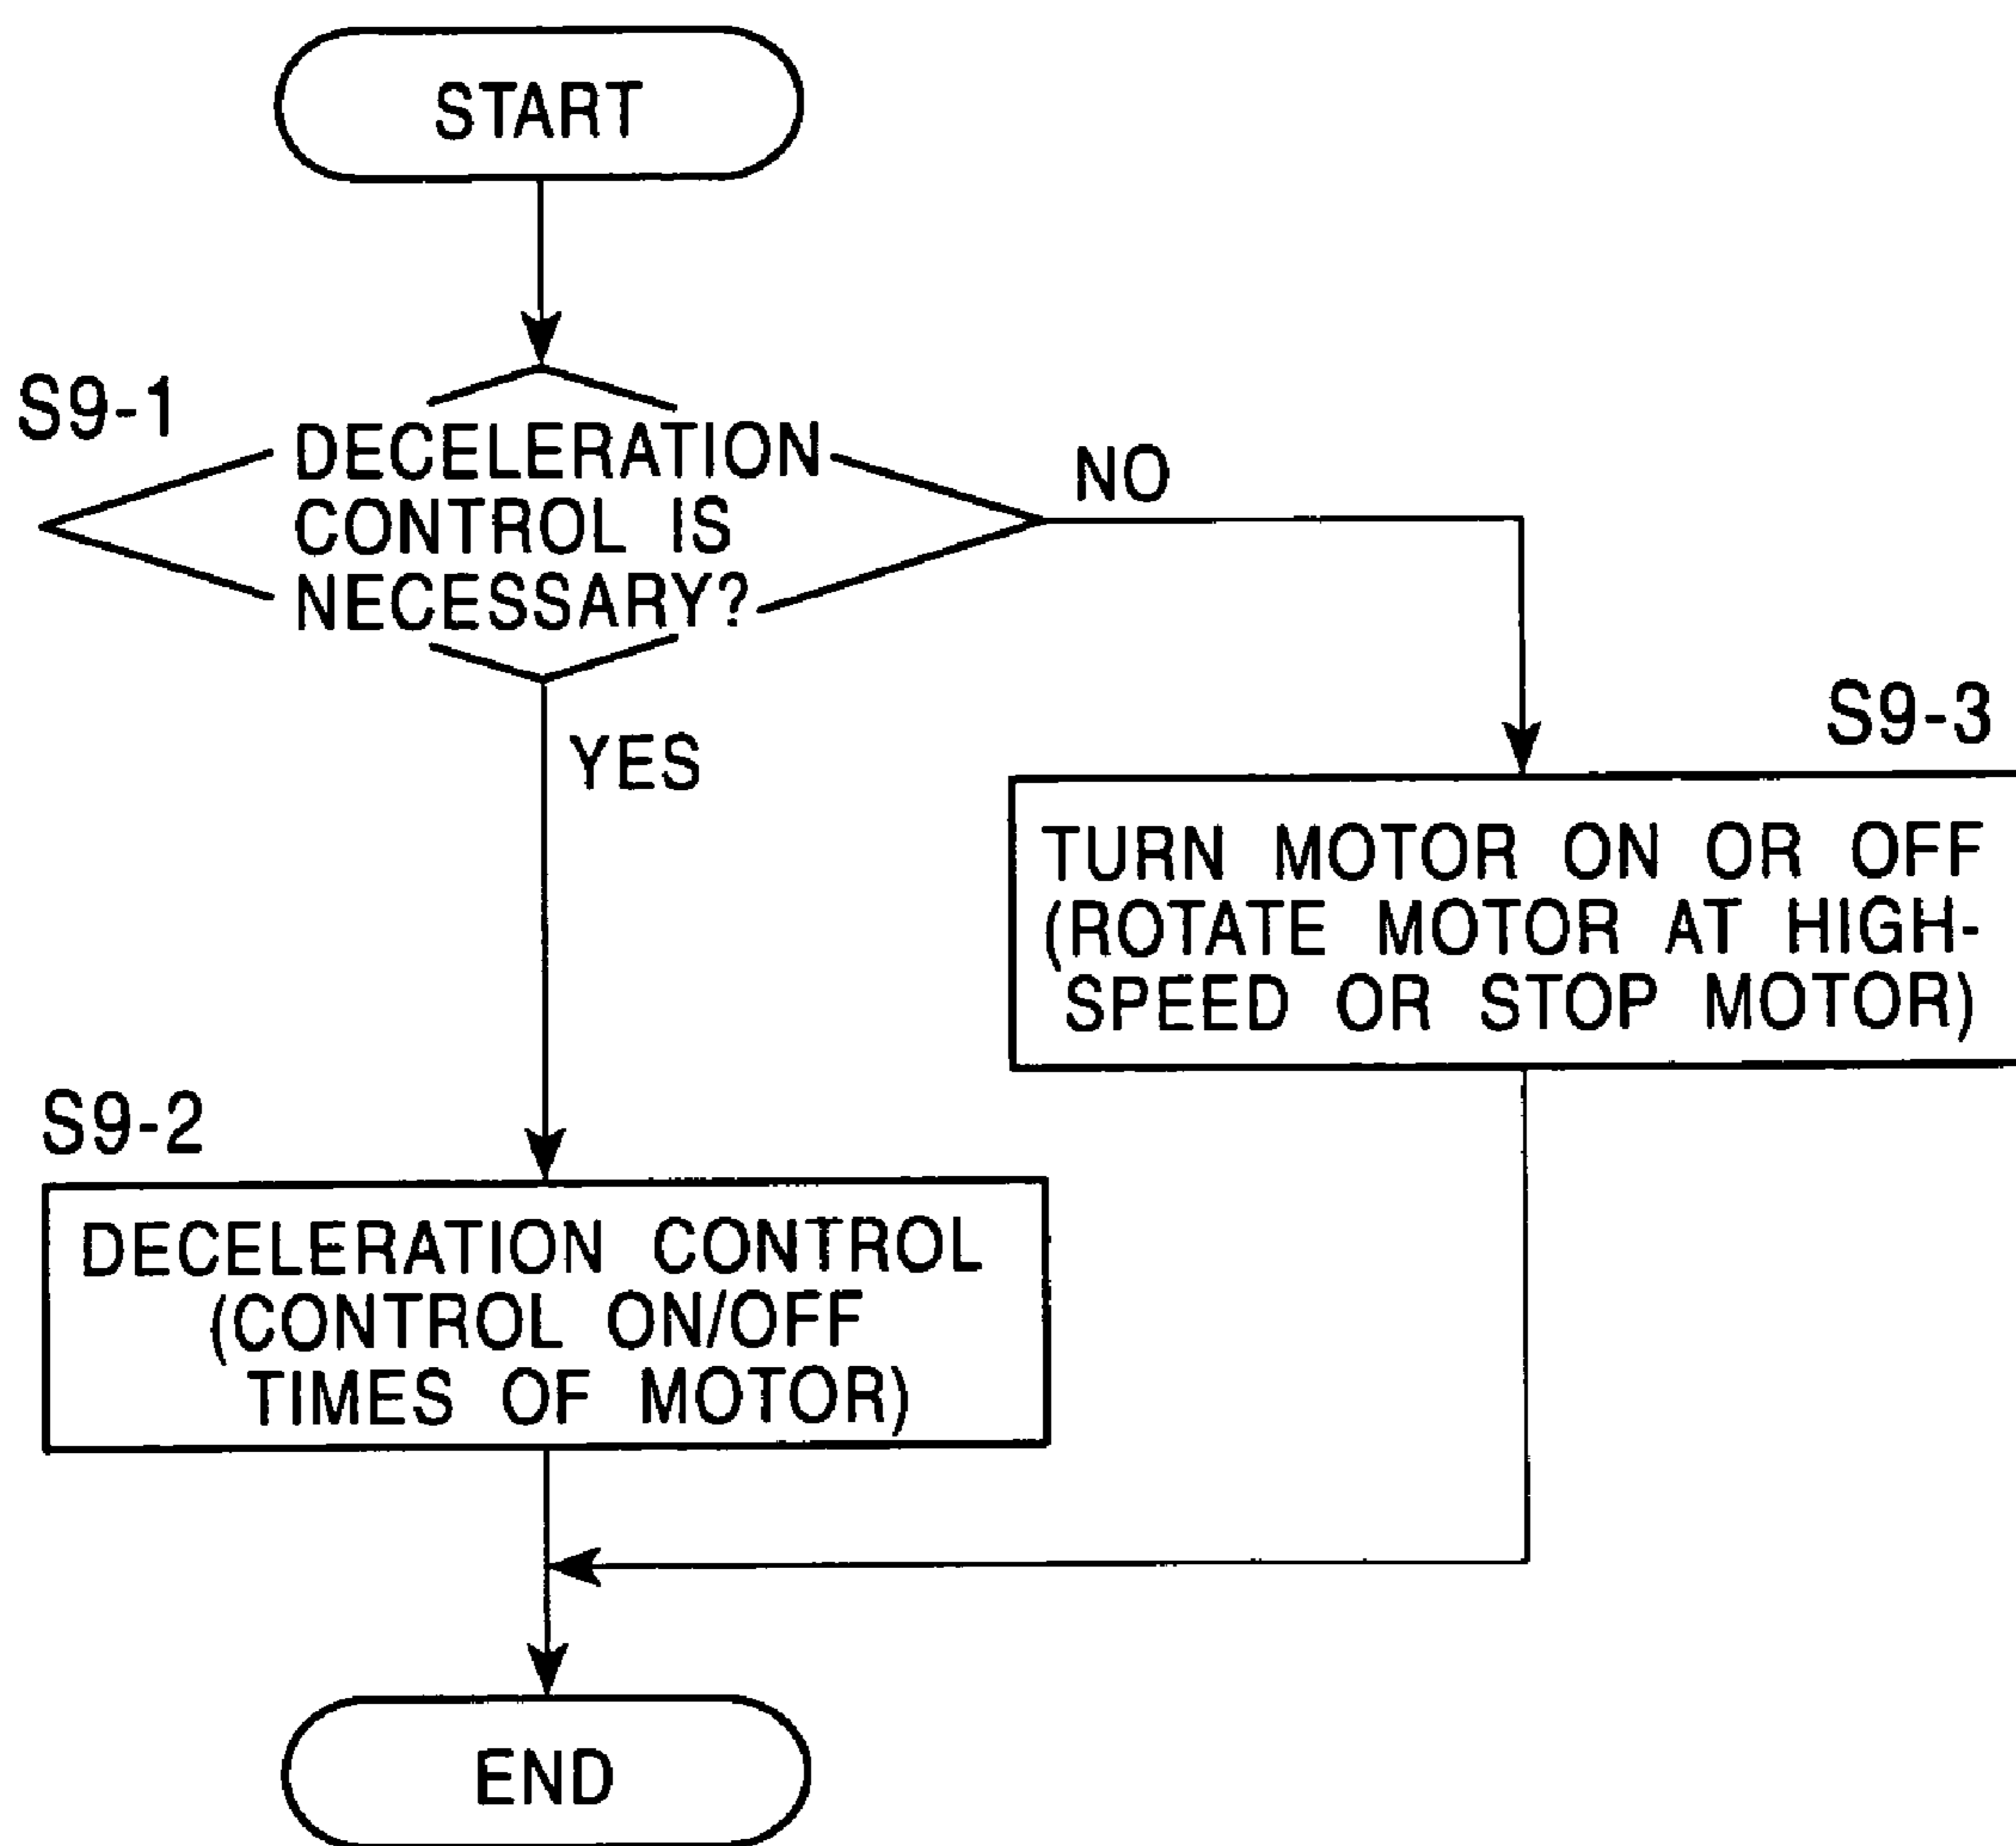 START
S9-1
DECELERATION
CONTROL IS
NECESSARY?
NO
YES
S9-3
TURN MOTOR ON OR OFF
(ROTATE MOTOR AT HIGH-
SPEED OR STOP MOTOR)
S9-2
DECELERATION CONTROL
(CONTROL ON/OFF
TIMES OF MOTOR)
END